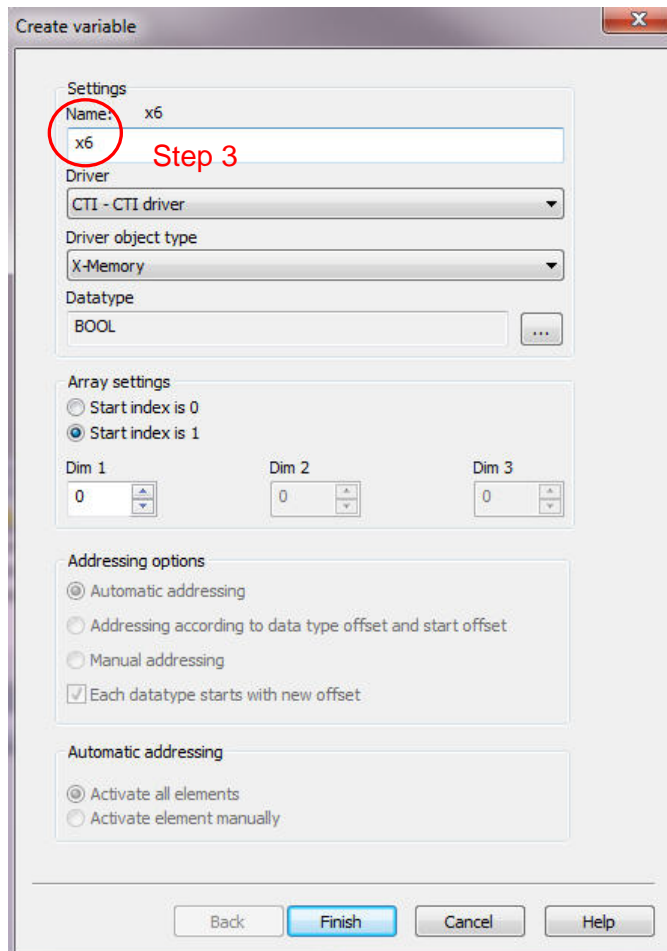 Create variable
Settings
Name: x6
x6
Step 3
Driver
CTI - CTI driver
Driver object type
X-Memory
Datatype
BOOL
...
Array settings
Start index is 0
Start index is 1
Dim 1 Dim 2 Dim 3
0 0 0
Addressing options
Automatic addressing
Addressing according to data type offset and start offset
Manual addressing
Each datatype starts with new offset
Automatic addressing
Activate all elements
Activate element manually
Back Finish Cancel Help